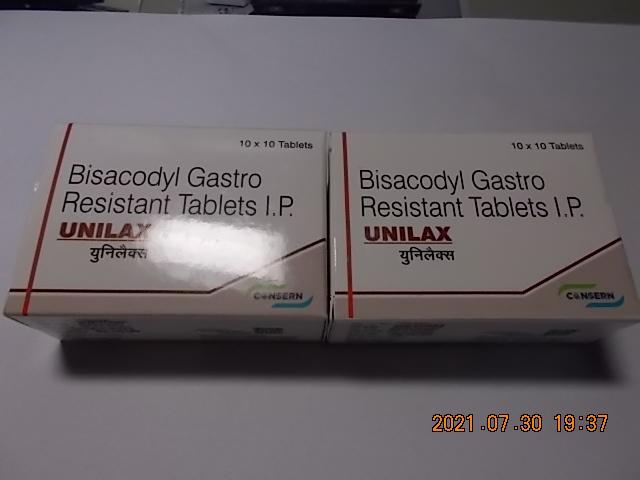 10 x 10 Tablets
Bisacodyl Gastro
Resistant Tablets I.P.
UNILAX
युनिलैक्स
CONSERN
10 x 10 Tablets
Bisacodyl Gastro
Resistant Tablets I.P.
UNILAX
युनिलैक्स
CONSERN
2021.07.30 19:37